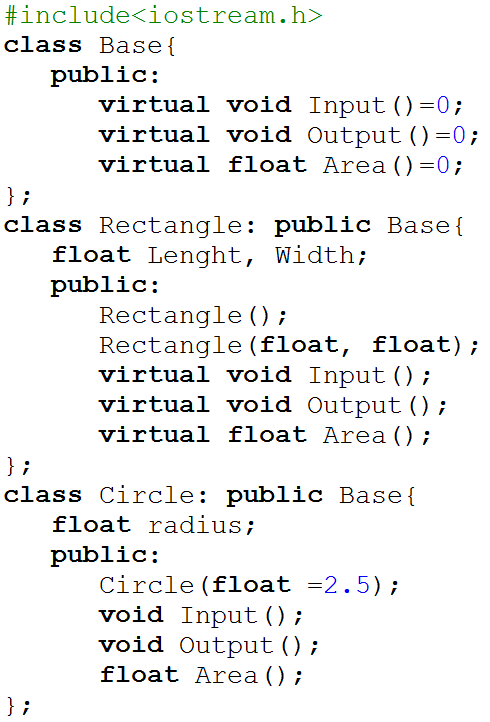 #include<iostream.h>
class Base{
   public:
      virtual void Input()=0;
      virtual void Output()=0;
      virtual float Area()=0;
};
class Rectangle: public Base{
   float Lenght, Width;
   public:
      Rectangle();
      Rectangle(float, float);
      virtual void Input();
      virtual void Output();
      virtual float Area();
};
class Circle: public Base{
   float radius;
   public:
      Circle(float =2.5);
      void Input();
      void Output();
      float Area();
};